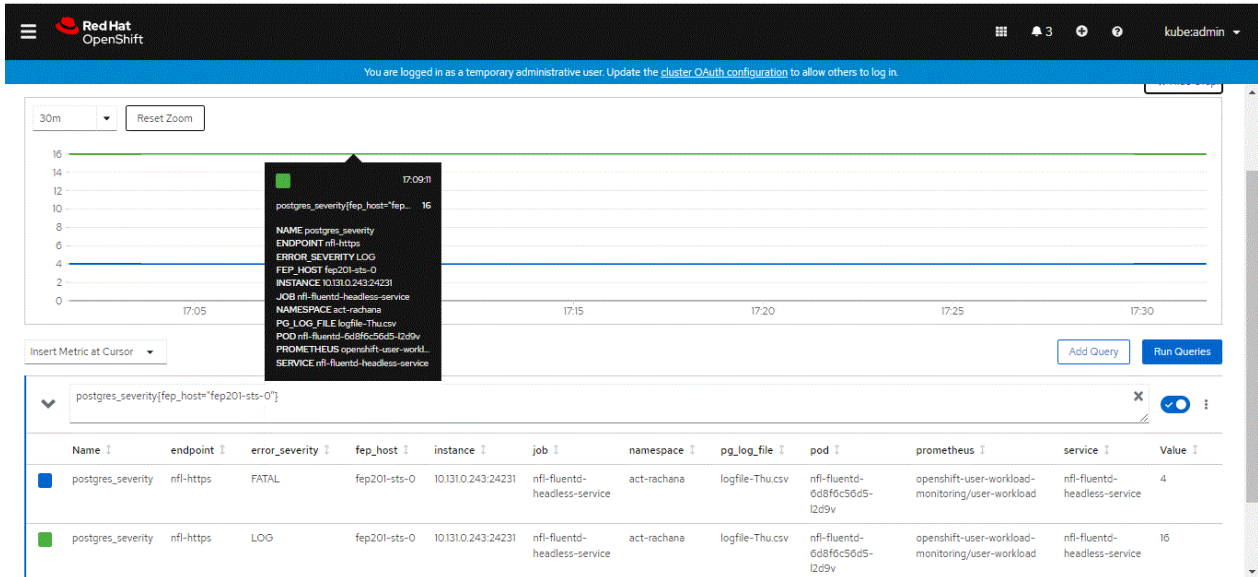 Red Hat
OpenShift
3
kube:admin
You are logged in as a temporary administrative user. Update the cluster OAuth configuration to allow others to log in.
30m
Reset Zoom
16
14
12
10
8
6
4
2
0
17:05
17:15
17:20
17:25
17:30
17:09:11
postgres_severity{fep_host="fep... 16
NAME postgres_severity
ENDPOINT nfl-https
ERROR_SEVERITY LOG
FEP_HOST fep201-sts-0
INSTANCE 10.131.0.243:24231
JOB nfl-fluentd-headless-service
NAMESPACE act-rachana
PG_LOG_FILE logfile-Thu.csv
POD nfl-fluentd-6d8f6c56d5-l2d9v
PROMETHEUS openshift-user-workl...
SERVICE nfl-fluentd-headless-service
Insert Metric at Cursor
Add Query
Run Queries
postgres_severity{fep_host="fep201-sts-0"}
Name endpoint error_severity fep_host instance job namespace pg_log_file pod prometheus service Value
postgres_severity nfl-https FATAL fep201-sts-0 10.131.0.243:24231 nfl-fluentd- act-rachana logfile-Thu.csv nfl-fluentd- openshift-user-workload- nfl-fluentd- 4
headless-service 6d8f6c56d5- monitoring/user-workload headless-service
l2d9v
postgres_severity nfl-https LOG fep201-sts-0 10.131.0.243:24231 nfl-fluentd- act-rachana logfile-Thu.csv nfl-fluentd- openshift-user-workload- nfl-fluentd- 16
headless-service 6d8f6c56d5- monitoring/user-workload headless-service
l2d9v